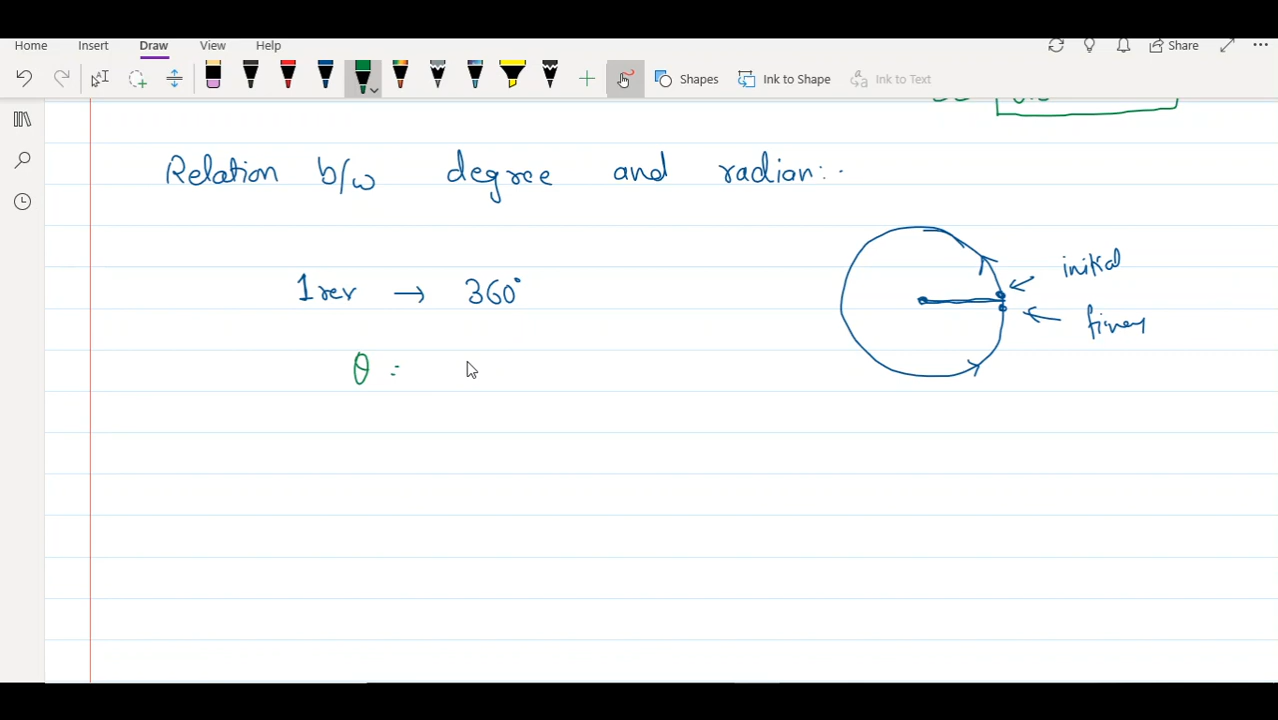 Home Insert Draw View Help Share
Shapes Ink to Shape Ink to Text
Relation b/w degree and radian:-
initial
1 rev → 360°
θ =